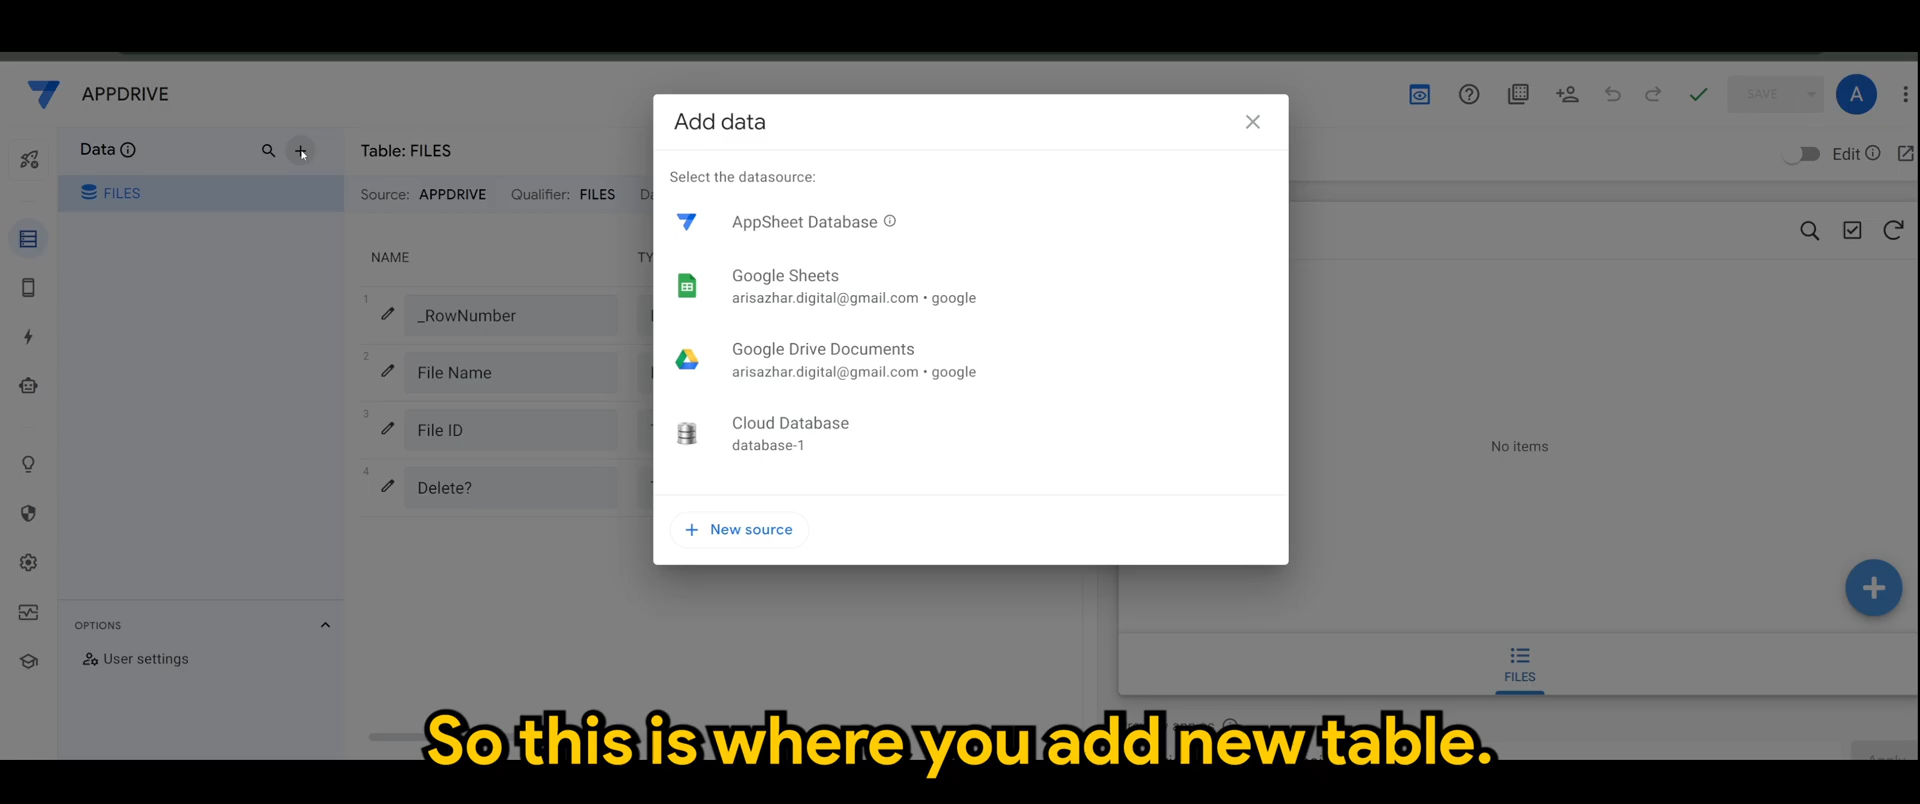 APPDRIVE
SAVE
A
Data
Table: FILES
Edit
FILES
Source: APPDRIVE Qualifier: FILES
NAME
1
_RowNumber
2
File Name
3
File ID
4
Delete?
Add data
Select the datasource:
AppSheet Database
Google Sheets
arisazhar.digital@gmail.com • google
Google Drive Documents
arisazhar.digital@gmail.com • google
Cloud Database
database-1
+ New source
No items
FILES
OPTIONS
User settings
So this is where you add new table.